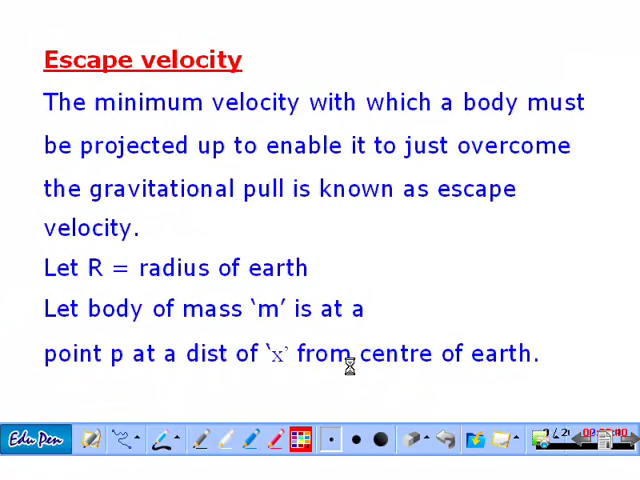 Escape velocity
The minimum velocity with which a body must
be projected up to enable it to just overcome
the gravitational pull is known as escape
velocity.
Let R = radius of earth
Let body of mass ‘m’ is at a
point p at a dist of ‘x’ from centre of earth.
Edu Pen